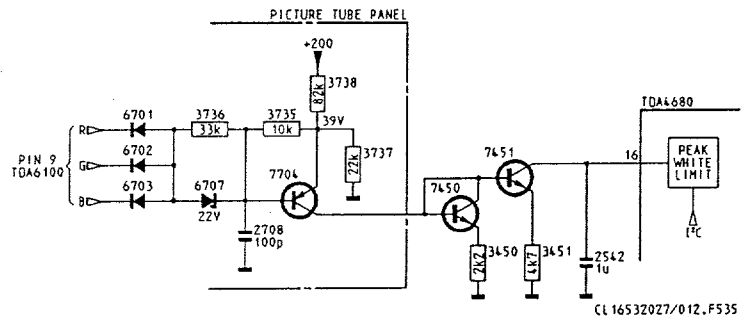 PICTURE TUBE PANEL
+200
3738
82k
TDA4680
6701
3736
3735
39V
R
33k
10k
3737
22k
7451
6702
16
PEAK
WHITE
LIMIT
PIN 9
TDA6100
G
7704
7450
6703
6707
B
22V
I²C
2708
100p
3450
2k2
3451
4k7
2542
1u
CL16532027/012.F535